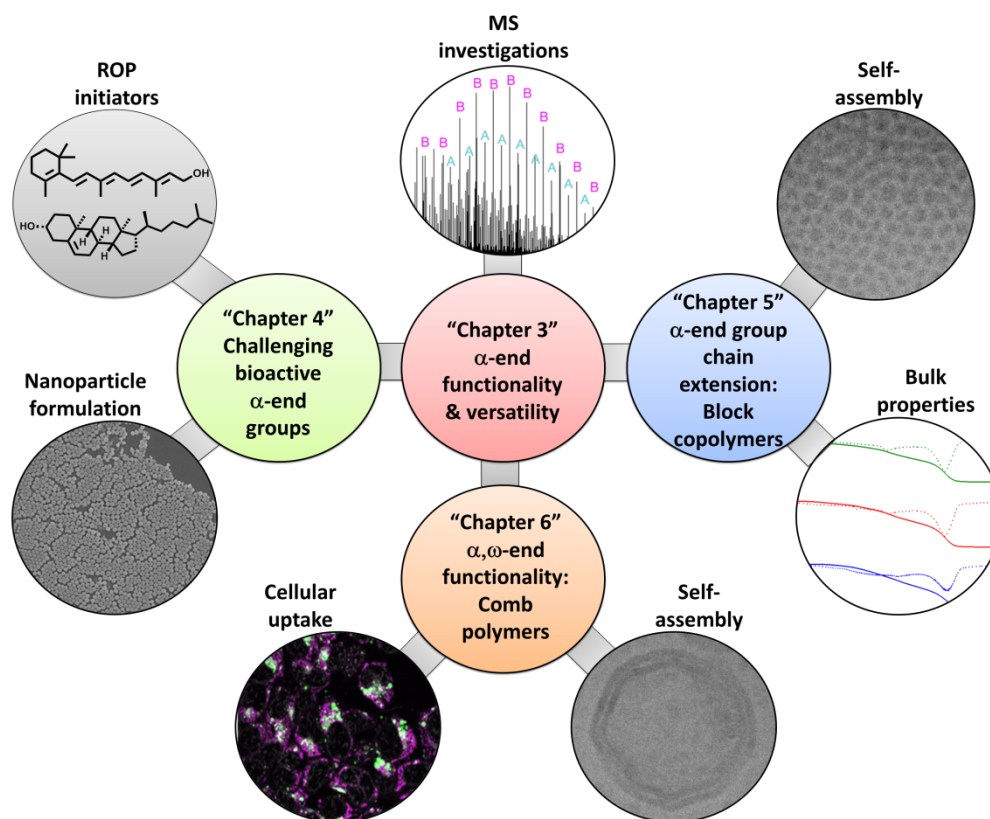 MS
investigations
B B B B
B B
B B
B B B
A A A A A A A A
B
B
A
ROP
initiators
OH
HO
H
H
H
Self-
assembly
"Chapter 4"
Challenging
bioactive
α-end
groups
"Chapter 3"
α-end
functionality
& versatility
"Chapter 5"
α-end group
chain
extension:
Block
copolymers
Nanoparticle
formulation
Bulk
properties
"Chapter 6"
α,ω-end
functionality:
Comb
polymers
Cellular
uptake
Self-
assembly